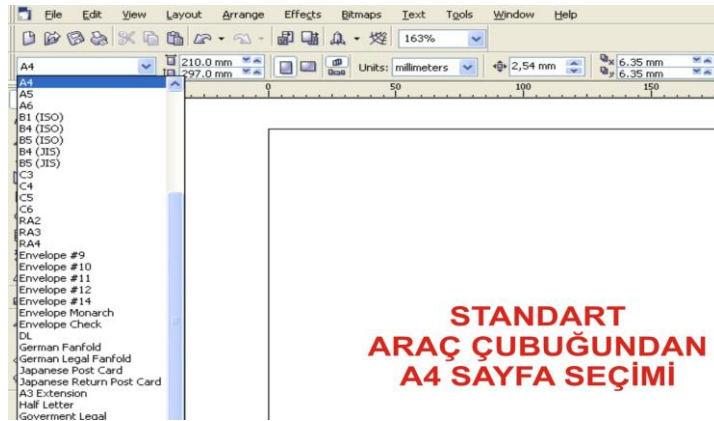 File Edit View Layout Arrange Effects Bitmaps Text Tools Window Help
163%
A4 210.0 mm 297.0 mm Units: millimeters 2,54 mm x 6.35 mm y 6.35 mm
0 50 100 150
A4
A5
A6
B1 (ISO)
B4 (ISO)
B5 (ISO)
B4 (JIS)
B5 (JIS)
C3
C4
C5
C6
RA2
RA3
RA4
Envelope #9
Envelope #10
Envelope #11
Envelope #12
Envelope #14
Envelope Monarch
Envelope Check
DL
German Fanfold
German Legal Fanfold
Japanese Post Card
Japanese Return Post Card
A3 Extension
Half Letter
Goverment Legal
STANDART
ARAÇ ÇUBUĞUNDAN
A4 SAYFA SEÇİMİ